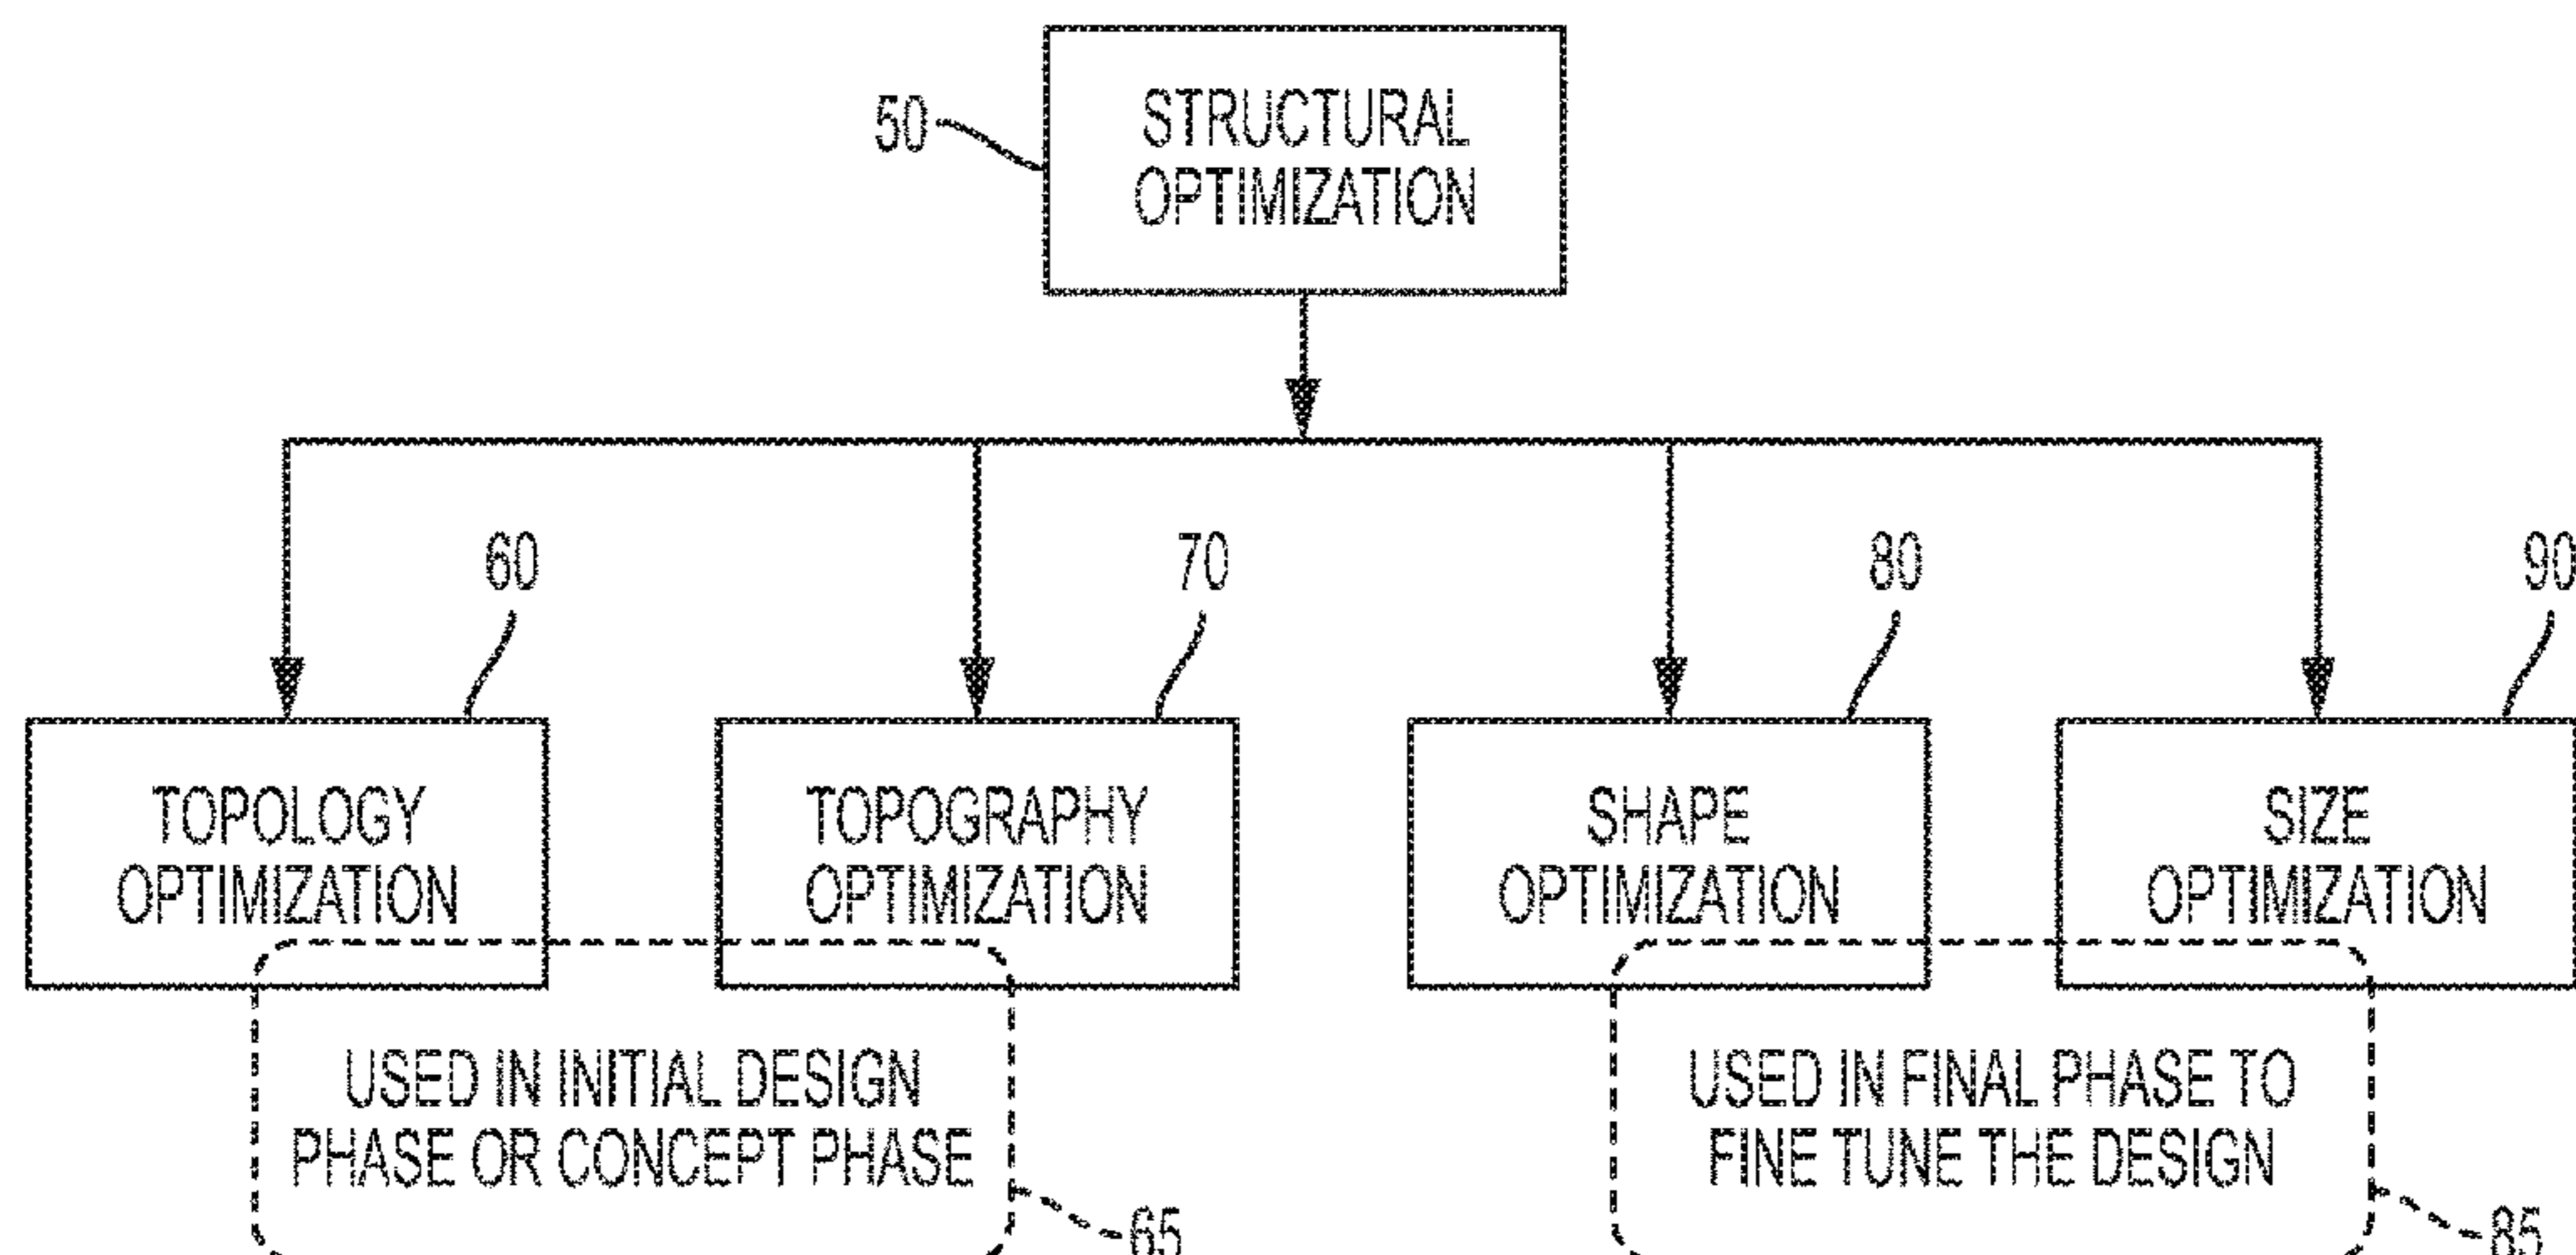 50
STRUCTURAL
OPTIMIZATION
60
70
80
90
TOPOLOGY
OPTIMIZATION
TOPOGRAPHY
OPTIMIZATION
SHAPE
OPTIMIZATION
SIZE
OPTIMIZATION
USED IN INITIAL DESIGN
PHASE OR CONCEPT PHASE
65
USED IN FINAL PHASE TO
FINE TUNE THE DESIGN
85